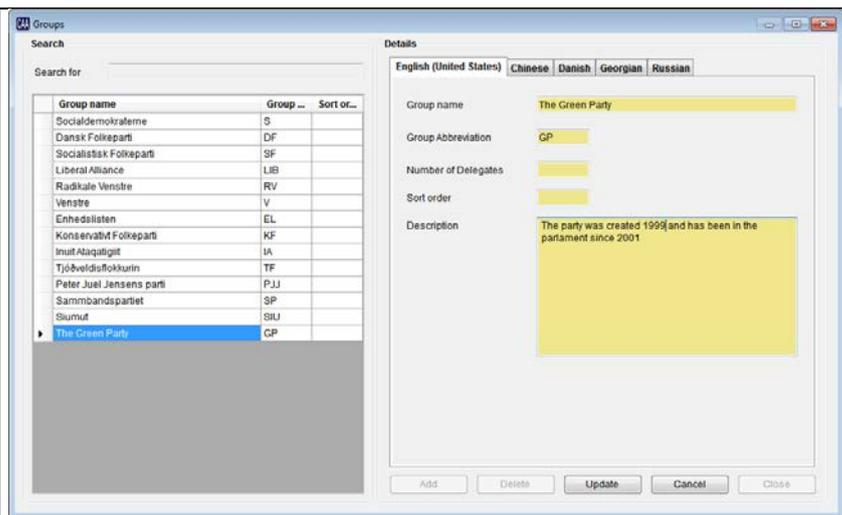 CAA Groups
Search
Search for
Group name Group ... Sort or...
Socialdemokraterne S
Dansk Folkeparti DF
Socialistisk Folkeparti SF
Liberal Alliance LIB
Radikale Venstre RV
Venstre V
Enhedslisten EL
Konservativt Folkeparti KF
Inuit Ataqatigiit IA
Tjóðveldisflokkurin TF
Peter Juel Jensens parti PJJ
Sammbandspartiet SP
Siumut SIU
The Green Party GP
Details
English (United States) Chinese Danish Georgian Russian
Group name The Green Party
Group Abbreviation GP
Number of Delegates
Sort order
Description The party was created 1999 and has been in the
parlament since 2001
Add Delete Update Cancel Close